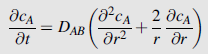 ∂c_A/∂t = D_AB (∂²c_A/∂r² + 2/r ∂c_A/∂r)